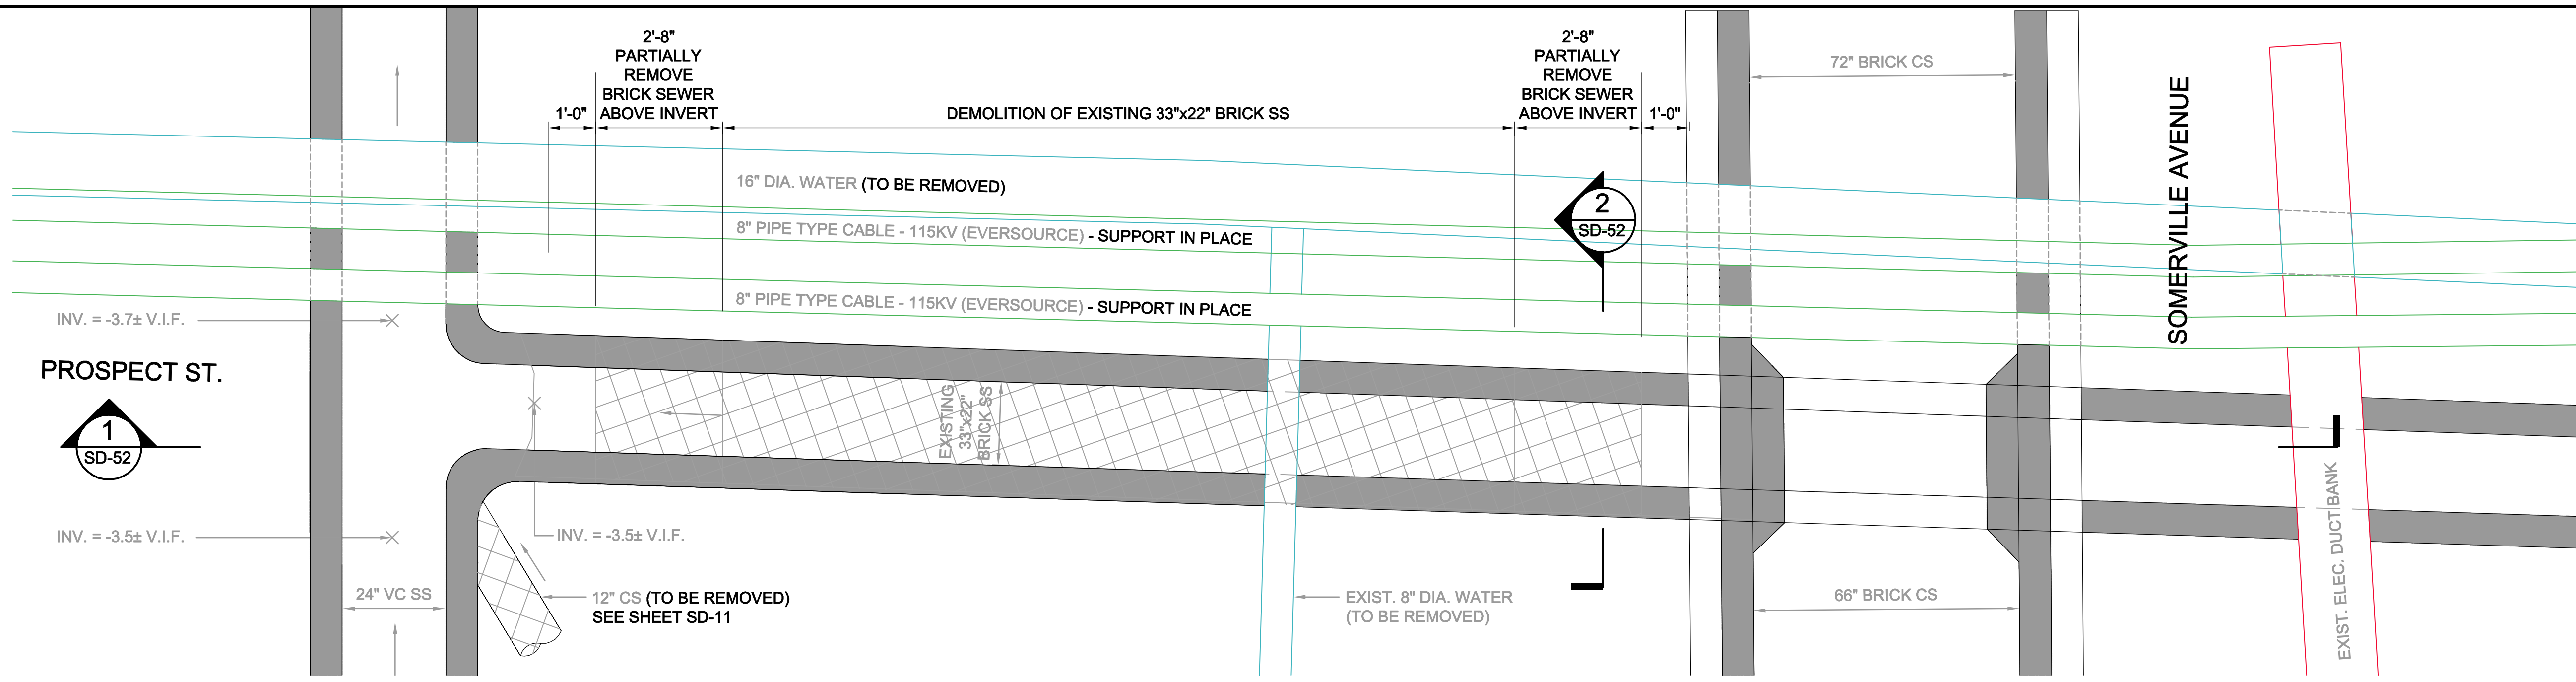 2'-8"
PARTIALLY
REMOVE
BRICK SEWER
ABOVE INVERT
1'-0"
DEMOLITION OF EXISTING 33"x22" BRICK SS
2'-8"
PARTIALLY
REMOVE
BRICK SEWER
ABOVE INVERT
1'-0"
72" BRICK CS
SOMERVILLE AVENUE
16" DIA. WATER (TO BE REMOVED)
2
SD-52
8" PIPE TYPE CABLE - 115KV (EVERSOURCE) - SUPPORT IN PLACE
8" PIPE TYPE CABLE - 115KV (EVERSOURCE) - SUPPORT IN PLACE
INV. = -3.7± V.I.F.
PROSPECT ST.
1
SD-52
EXISTING
33"x22"
BRICK SS
INV. = -3.5± V.I.F.
INV. = -3.5± V.I.F.
24" VC SS
12" CS (TO BE REMOVED)
SEE SHEET SD-11
EXIST. 8" DIA. WATER
(TO BE REMOVED)
66" BRICK CS
EXIST. ELEC. DUCTBANK